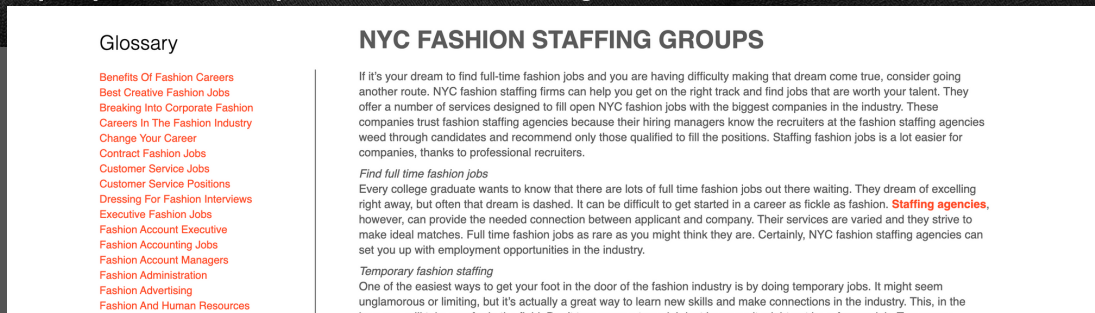 Glossary
Benefits Of Fashion Careers
Best Creative Fashion Jobs
Breaking Into Corporate Fashion
Careers In The Fashion Industry
Change Your Career
Contract Fashion Jobs
Customer Service Jobs
Customer Service Positions
Dressing For Fashion Interviews
Executive Fashion Jobs
Fashion Account Executive
Fashion Accounting Jobs
Fashion Account Managers
Fashion Administration
Fashion Advertising
Fashion And Human Resources
NYC FASHION STAFFING GROUPS
If it's your dream to find full-time fashion jobs and you are having difficulty making that dream come true, consider going
another route. NYC fashion staffing firms can help you get on the right track and find jobs that are worth your talent. They
offer a number of services designed to fill open NYC fashion jobs with the biggest companies in the industry. These
companies trust fashion staffing agencies because their hiring managers know the recruiters at the fashion staffing agencies
weed through candidates and recommend only those qualified to fill the positions. Staffing fashion jobs is a lot easier for
companies, thanks to professional recruiters.
Find full time fashion jobs
Every college graduate wants to know that there are lots of full time fashion jobs out there waiting. They dream of excelling
right away, but often that dream is dashed. It can be difficult to get started in a career as fickle as fashion. Staffing agencies,
however, can provide the needed connection between applicant and company. Their services are varied and they strive to
make ideal matches. Full time fashion jobs as rare as you might think they are. Certainly, NYC fashion staffing agencies can
set you up with employment opportunities in the industry.
Temporary fashion staffing
One of the easiest ways to get your foot in the door of the fashion industry is by doing temporary jobs. It might seem
unglamorous or limiting, but it's actually a great way to learn new skills and make connections in the industry. This, in the